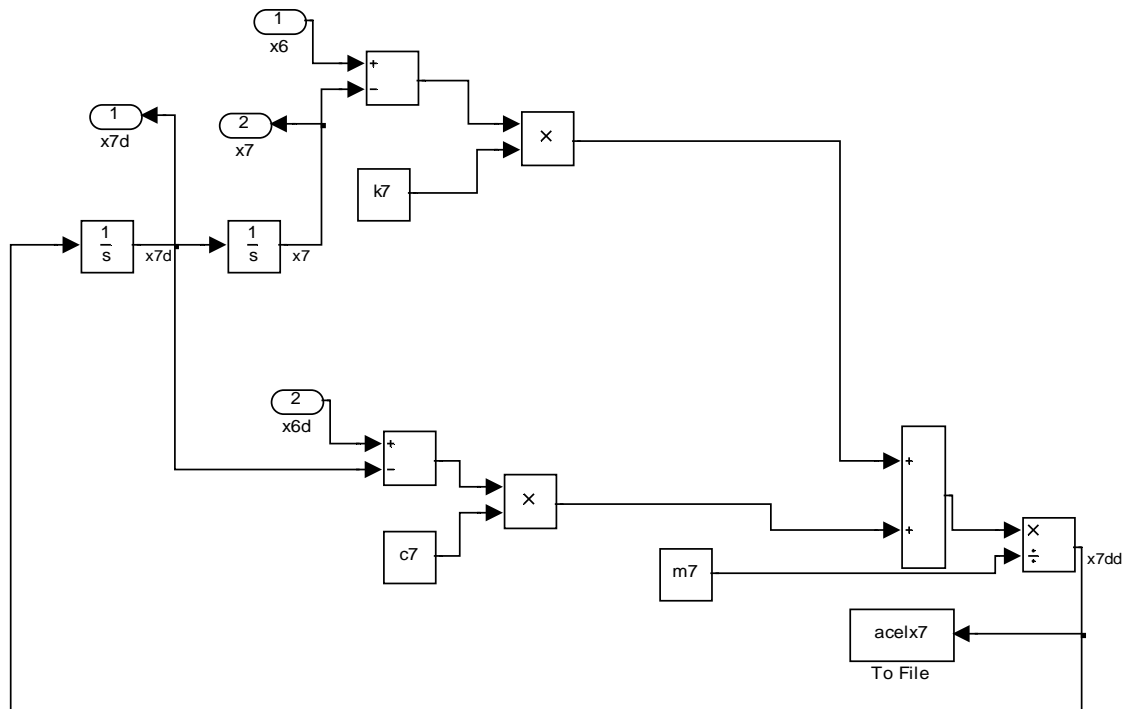 1
x6
+
−
1
x7d
2
x7
×
k7
1
s
x7d
1
s
x7
2
x6d
+
−
×
c7
+
+
m7
×
÷
x7dd
acelx7
To File